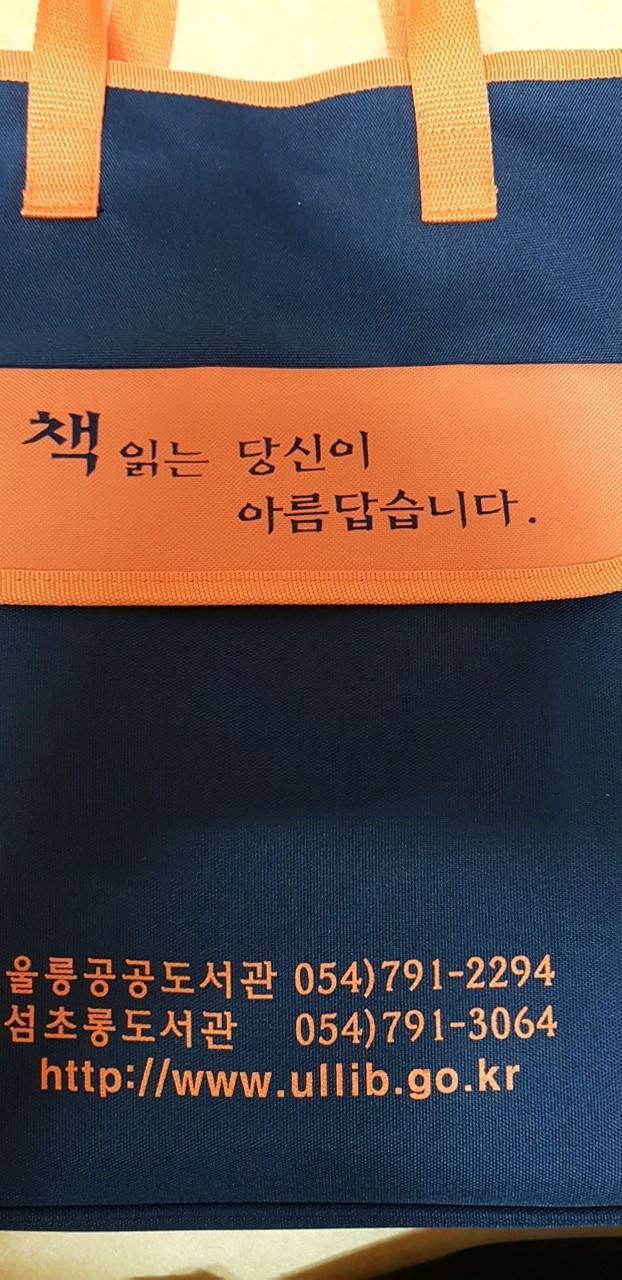 책 읽는 당신이
아름답습니다.
울릉공공도서관 054)791-2294
섬초롱도서관 054)791-3064
http://www.ullib.go.kr